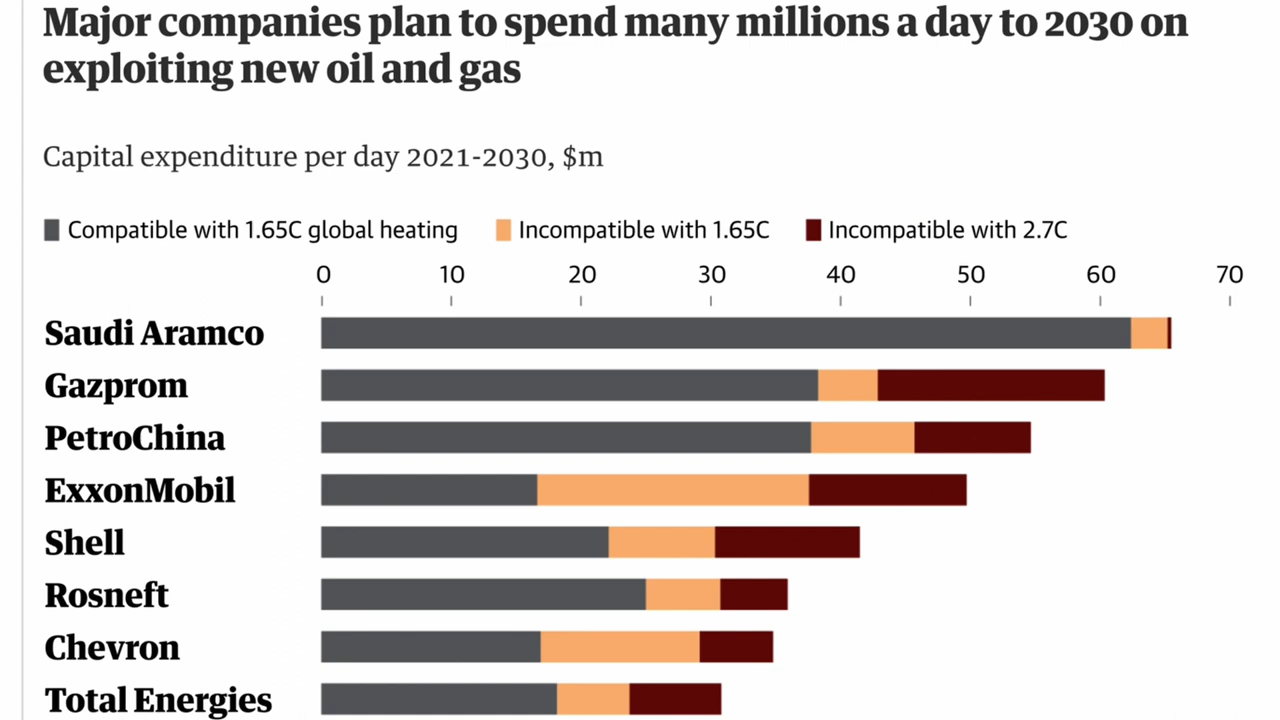 Major companies plan to spend many millions a day to 2030 on
exploiting new oil and gas
Capital expenditure per day 2021-2030, $m
Compatible with 1.65C global heating Incompatible with 1.65C Incompatible with 2.7C
0 10 20 30 40 50 60 70
Saudi Aramco
Gazprom
PetroChina
ExxonMobil
Shell
Rosneft
Chevron
Total Energies